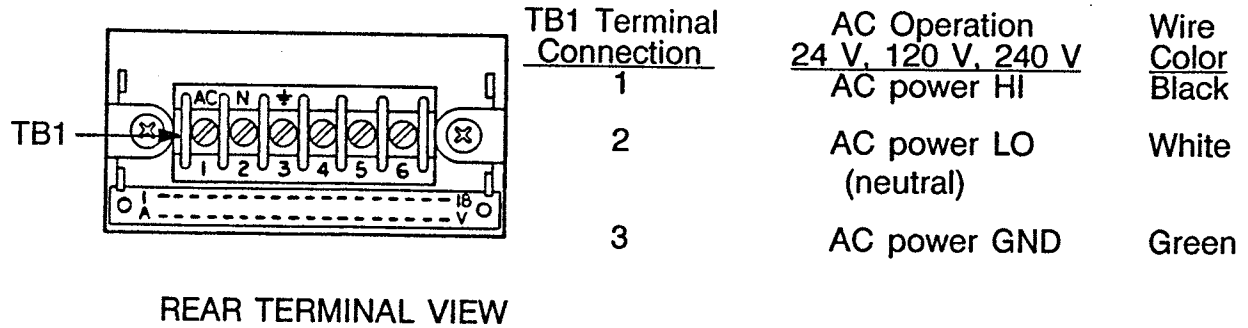 TB1 Terminal Connection
AC Operation 24 V, 120 V, 240 V
Wire Color
1 AC power HI Black
2 AC power LO (neutral) White
3 AC power GND Green
TB1
AC N ⏚
1 2 3 4 5 6
1 18
A V
REAR TERMINAL VIEW